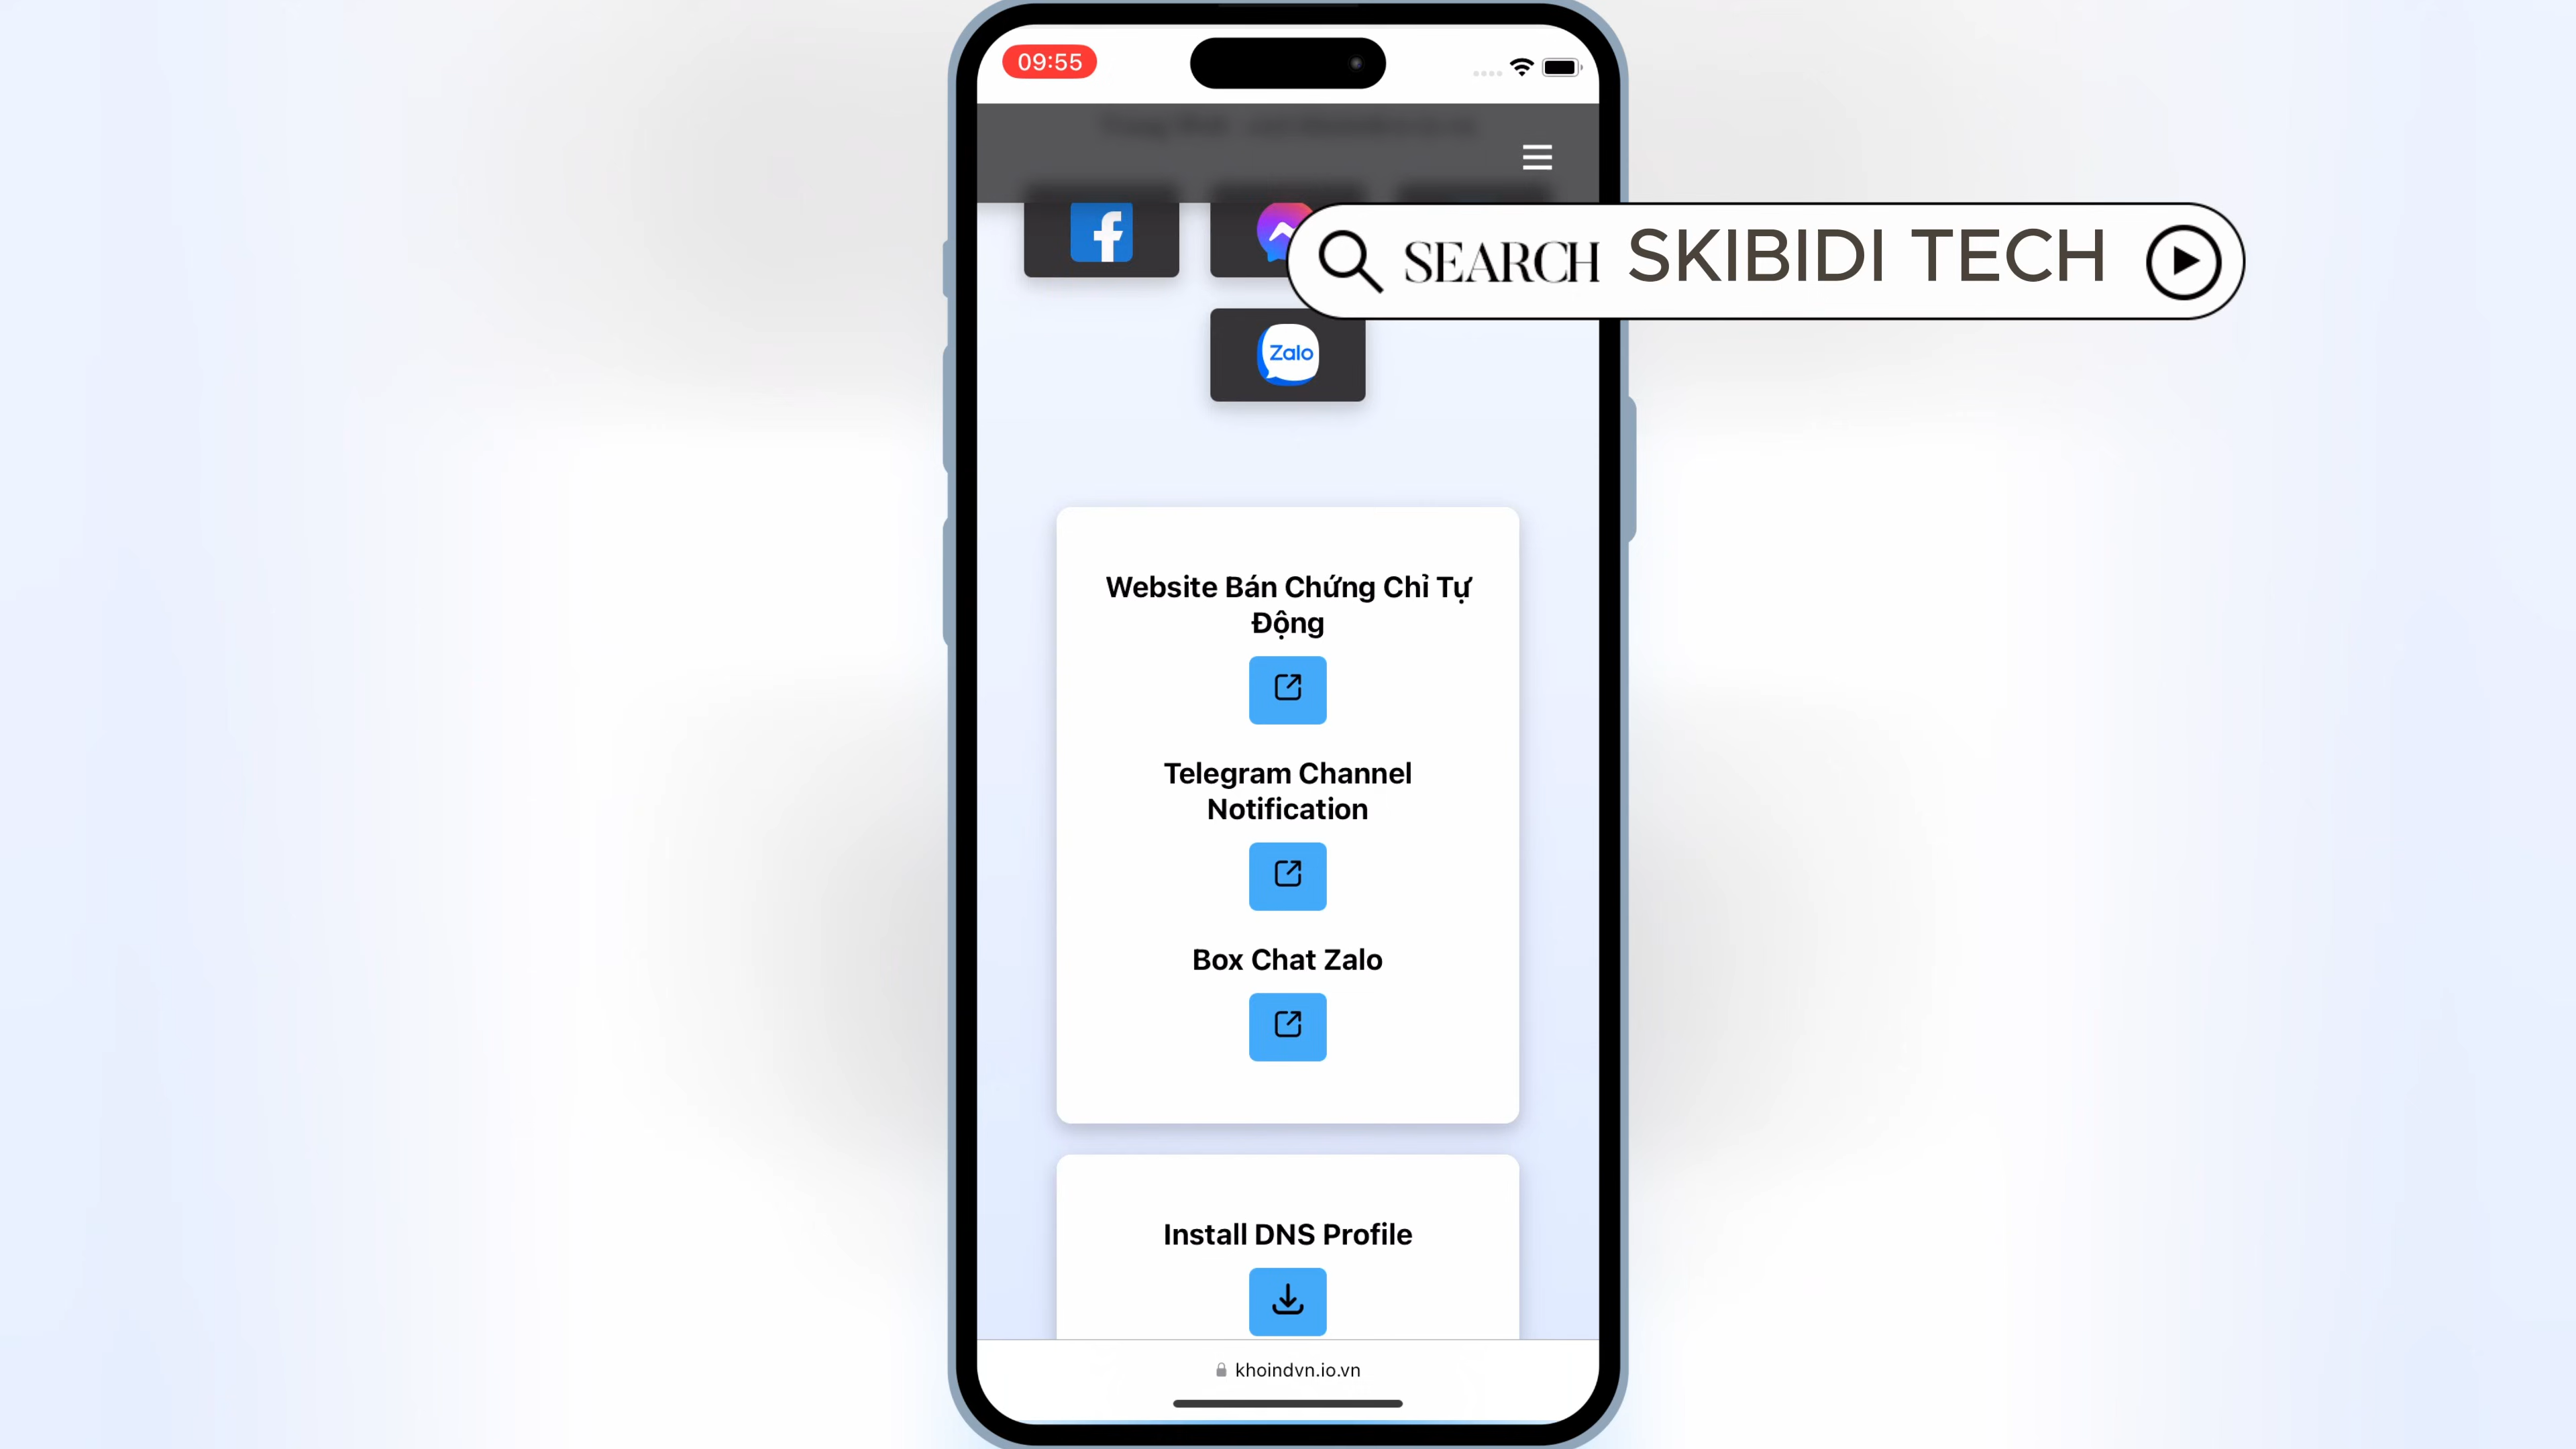 09:55
SEARCH SKIBIDI TECH
Zalo
Website Bán Chứng Chỉ Tự
Động
Telegram Channel
Notification
Box Chat Zalo
Install DNS Profile
khoindvn.io.vn